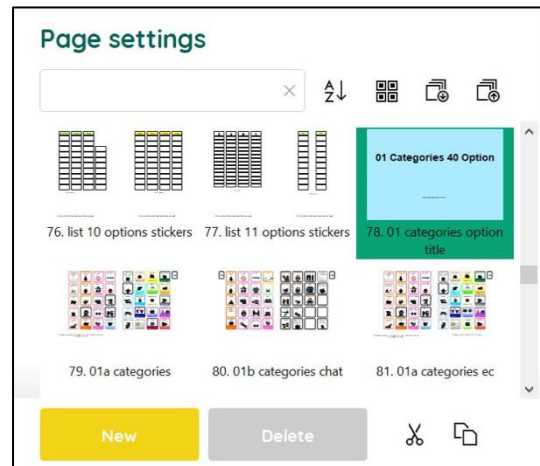 Page settings
A
Z
01 Categories 40 Option
76. list 10 options stickers
77. list 11 options stickers
78. 01 categories option
title
79. 01a categories
80. 01b categories chat
81. 01a categories ec
New
Delete